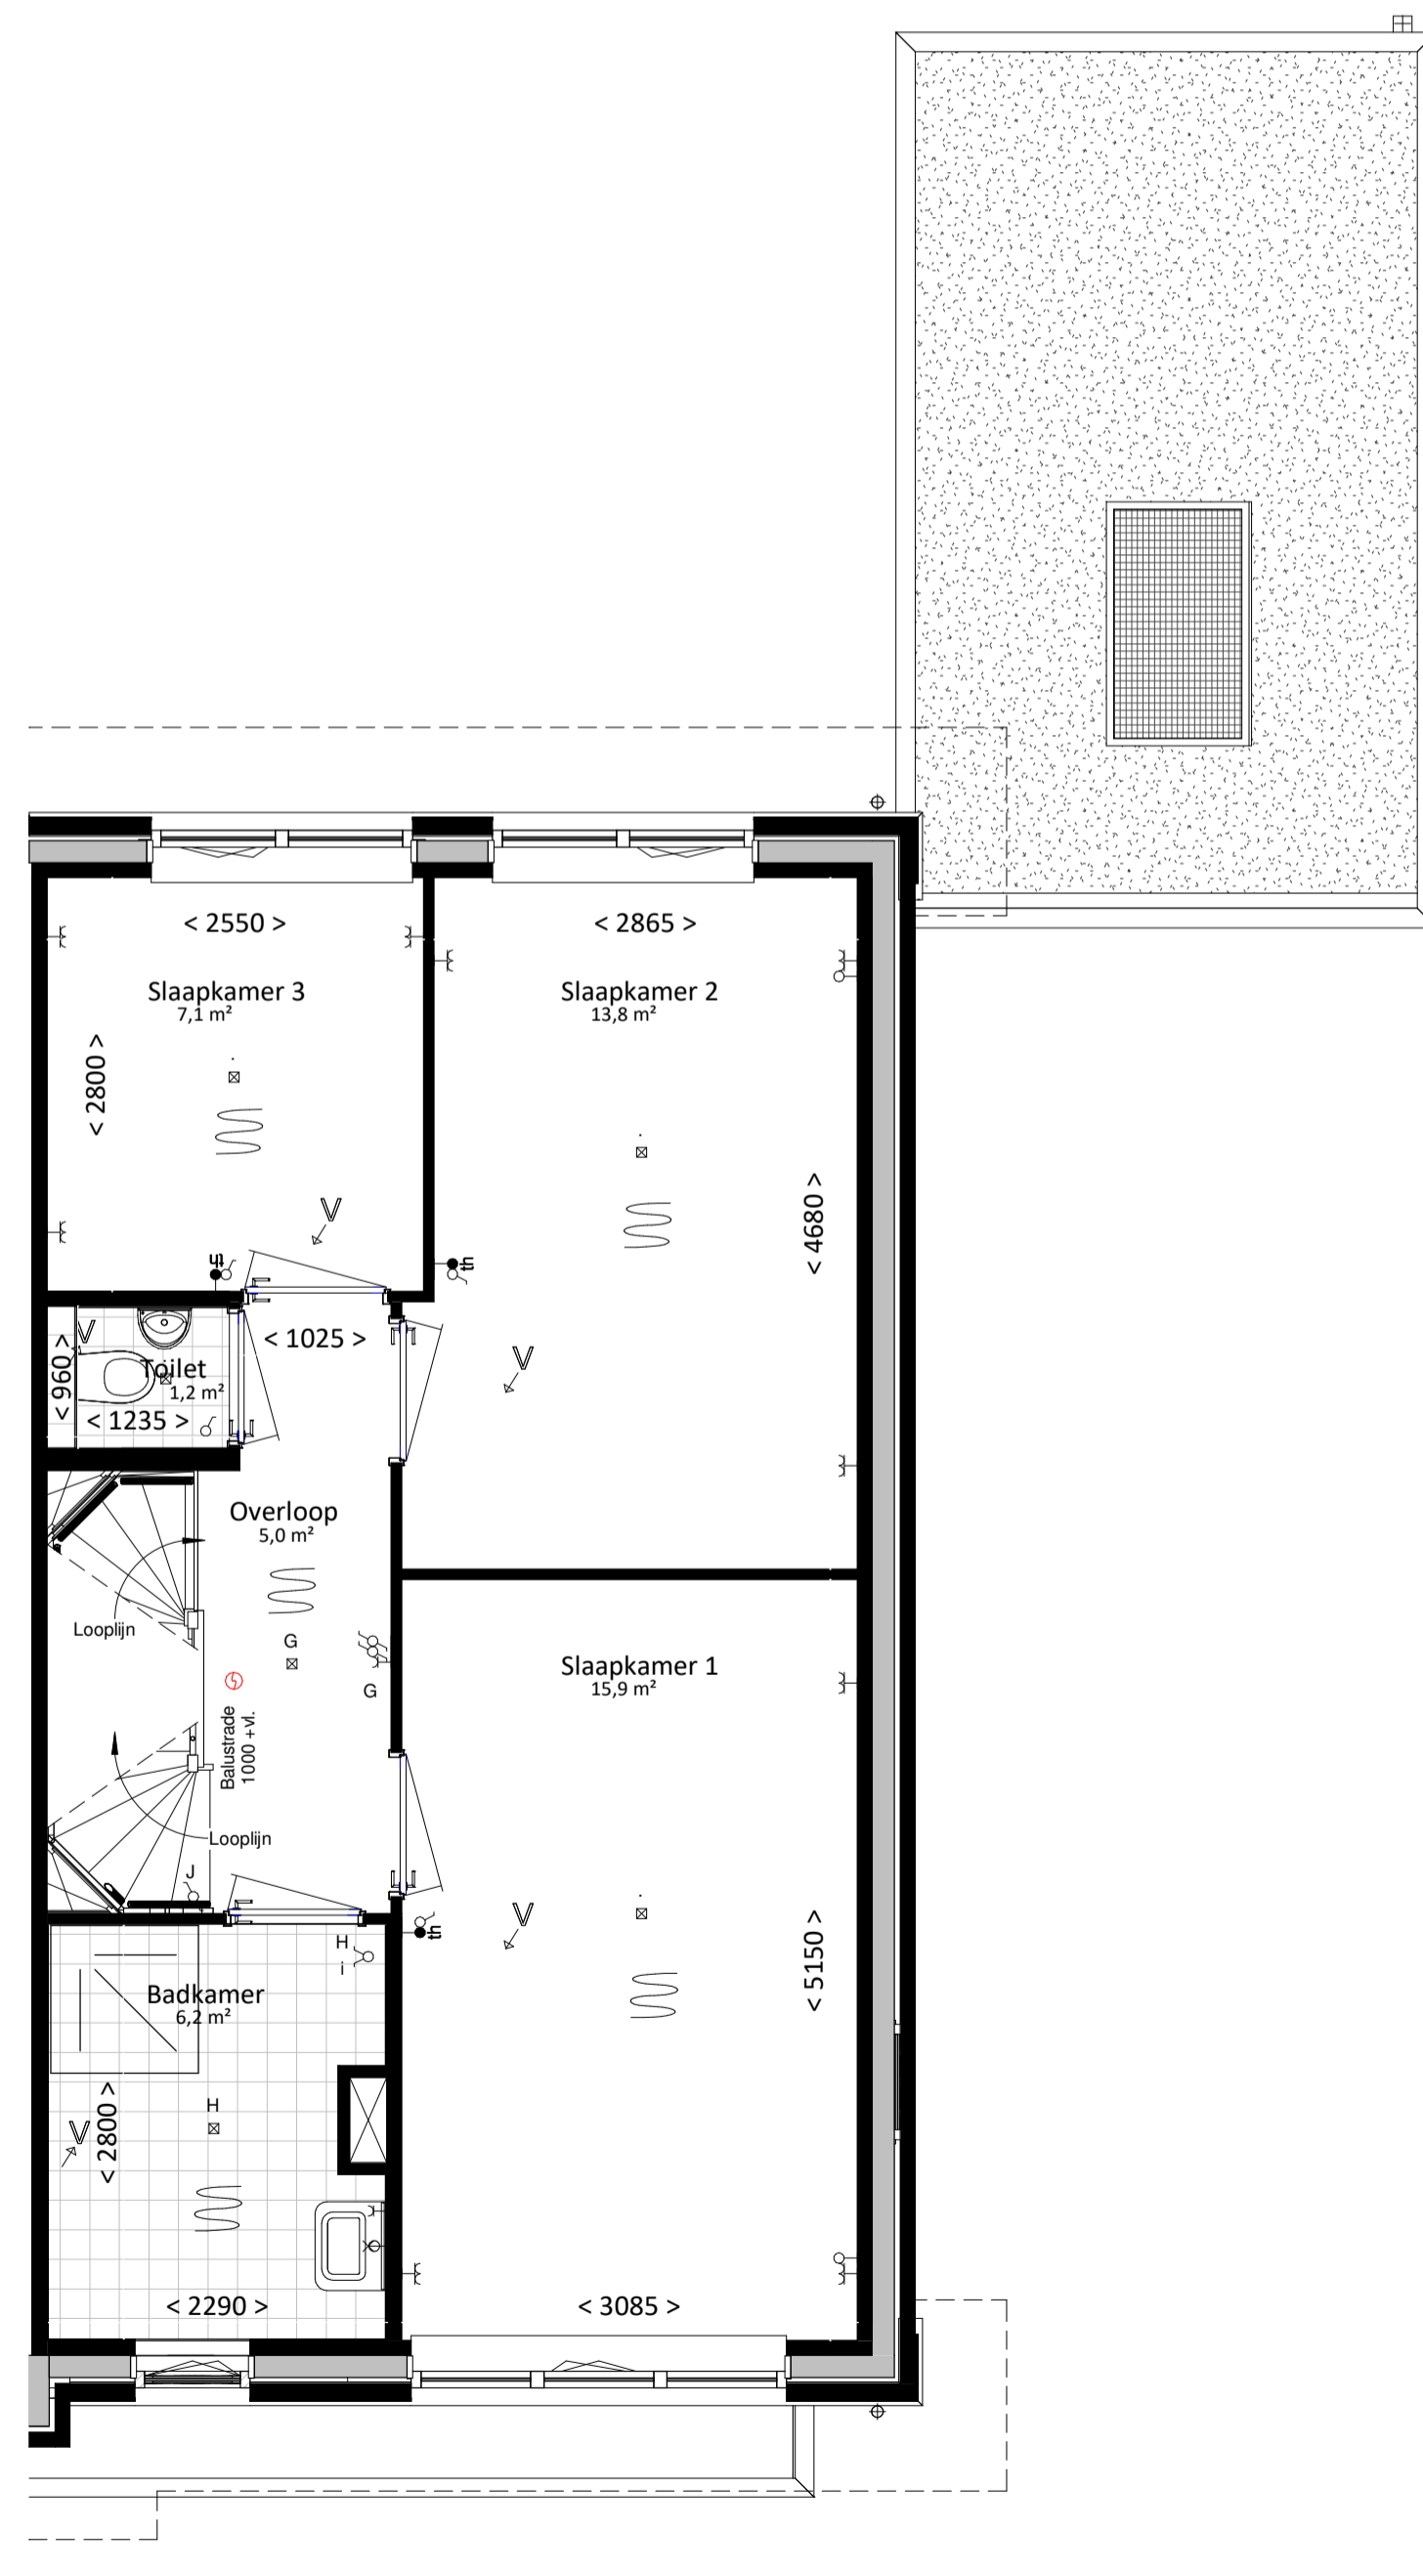 < 2550 >
< 2865 >
Slaapkamer 3
7,1 m²
Slaapkamer 2
13,8 m²
< 2800 >
< 4680 >
V
th
th
< 1025 >
V
< 960 >
Toilet
1,2 m²
< 1235 >
V
Overloop
5,0 m²
Looplijn
G
G
Slaapkamer 1
15,9 m²
Balustrade
1000 +vl.
Looplijn
J
V
th
H
i
Badkamer
6,2 m²
< 5150 >
H
V
< 2800 >
< 2290 >
< 3085 >